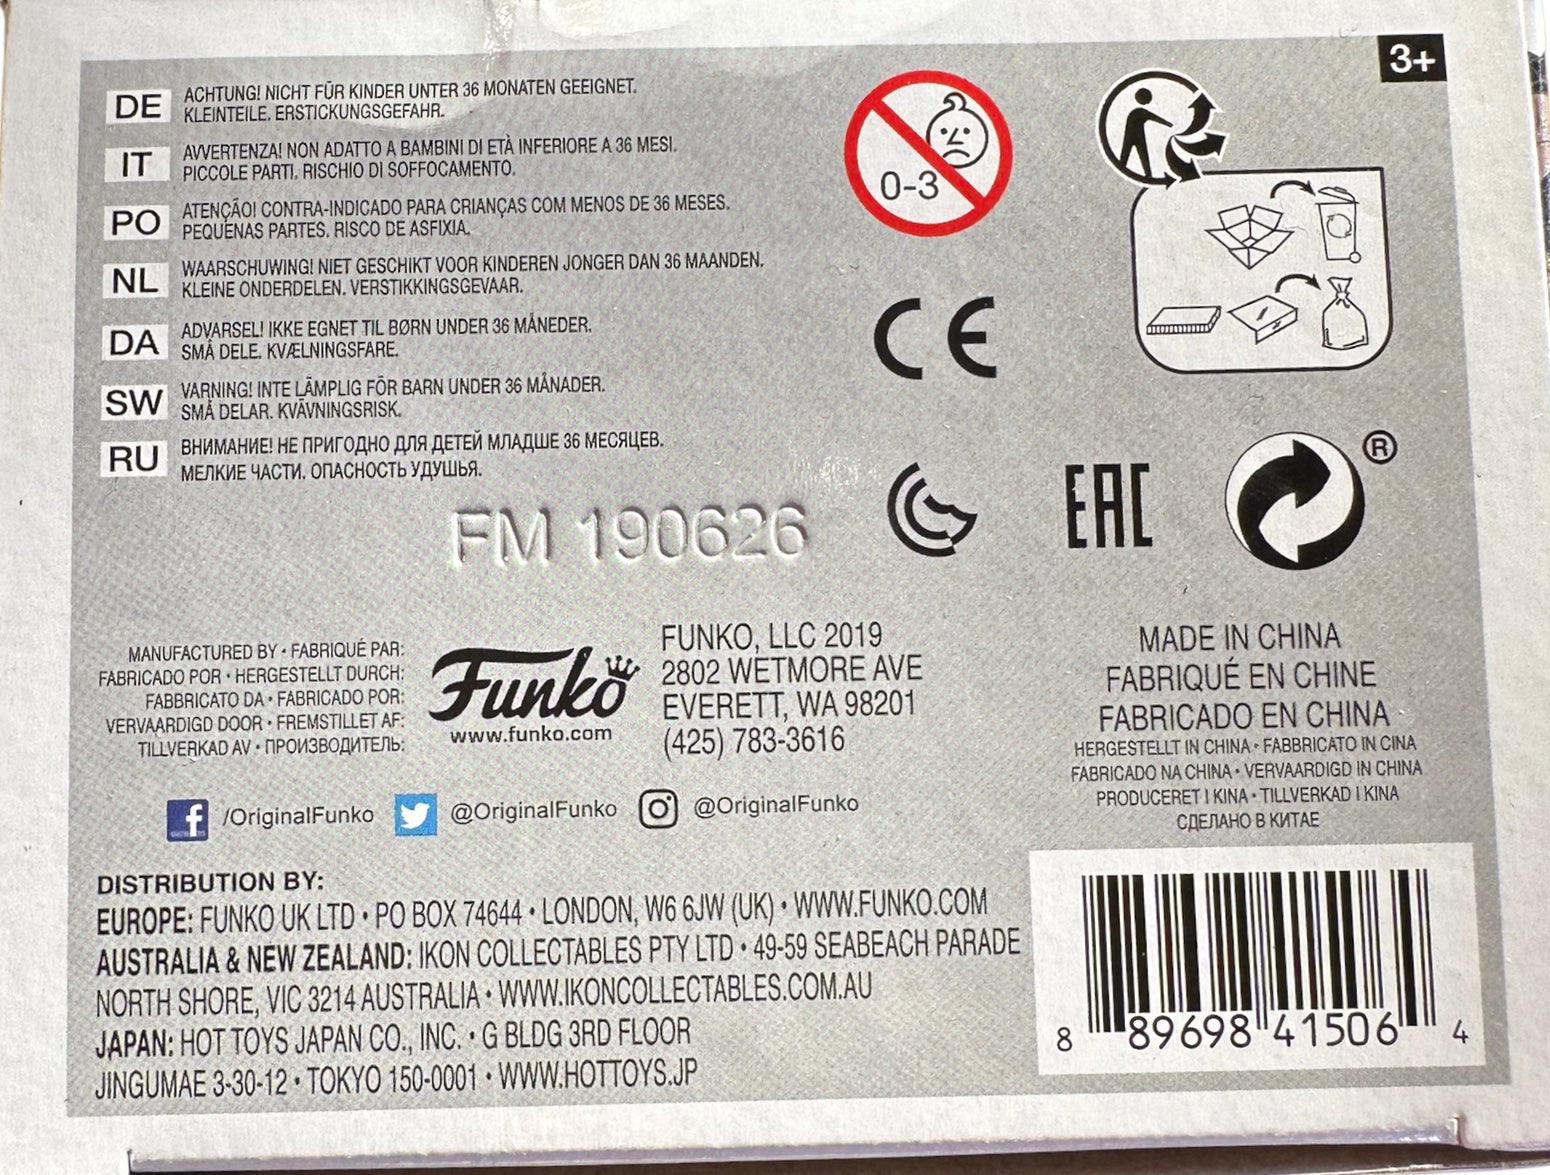 3+
DE
ACHTUNG! NICHT FÜR KINDER UNTER 36 MONATEN GEEIGNET.
KLEINTEILE. ERSTICKUNGSGEFAHR.
IT
AVVERTENZA! NON ADATTO A BAMBINI DI ETÀ INFERIORE A 36 MESI.
PICCOLE PARTI. RISCHIO DI SOFFOCAMENTO.
PO
ATENÇÃO! CONTRA-INDICADO PARA CRIANÇAS COM MENOS DE 36 MESES.
PEQUENAS PARTES. RISCO DE ASFIXIA.
NL
WAARSCHUWING! NIET GESCHIKT VOOR KINDEREN JONGER DAN 36 MAANDEN.
KLEINE ONDERDELEN. VERSTIKKINGSGEVAAR.
DA
ADVARSEL! IKKE EGNET TIL BØRN UNDER 36 MÅNEDER.
SMÅ DELE. KVÆLNINGSFARE.
SW
VARNING! INTE LÄMPLIG FÖR BARN UNDER 36 MÅNADER.
SMÅ DELAR. KVÄVNINGSRISK.
RU
ВНИМАНИЕ! НЕ ПРИГОДНО ДЛЯ ДЕТЕЙ МЛАДШЕ 36 МЕСЯЦЕВ.
МЕЛКИЕ ЧАСТИ. ОПАСНОСТЬ УДУШЬЯ.
0-3
CE
EAC
®
FM 190626
MANUFACTURED BY • FABRIQUÉ PAR:
FABRICADO POR • HERGESTELLT DURCH:
FABBRICATO DA • FABRICADO POR:
VERVAARDIGD DOOR • FREMSTILLET AF:
TILLVERKAD AV • ПРОИЗВОДИТЕЛЬ:
Funko
www.funko.com
FUNKO, LLC 2019
2802 WETMORE AVE
EVERETT, WA 98201
(425) 783-3616
MADE IN CHINA
FABRIQUÉ EN CHINE
FABRICADO EN CHINA
HERGESTELLT IN CHINA • FABBRICATO IN CINA
FABRICADO NA CHINA • VERVAARDIGD IN CHINA
PRODUCERET I KINA • TILLVERKAD I KINA
СДЕЛАНО В КИТАЕ
/OriginalFunko @OriginalFunko @OriginalFunko
DISTRIBUTION BY:
EUROPE: FUNKO UK LTD • PO BOX 74644 • LONDON, W6 6JW (UK) • WWW.FUNKO.COM
AUSTRALIA & NEW ZEALAND: IKON COLLECTABLES PTY LTD • 49-59 SEABEACH PARADE
NORTH SHORE, VIC 3214 AUSTRALIA • WWW.IKONCOLLECTABLES.COM.AU
JAPAN: HOT TOYS JAPAN CO., INC. • G BLDG 3RD FLOOR
JINGUMAE 3-30-12 • TOKYO 150-0001 • WWW.HOTTOYS.JP
8 89698 41506 4